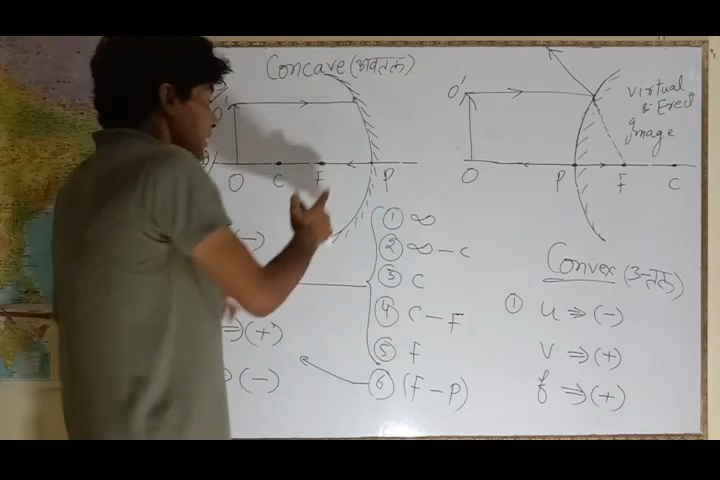 Concave (अवतल)
O'
O C F P
(-)
⇒(+)
(-)
① ∞
② ∞ - C
③ C
④ C - F
⑤ F
⑥ (F - P)
O'
Virtual
& Erect
Image
O P F C
Convex (उत्तल)
① u ⇒ (-)
v ⇒ (+)
f ⇒ (+)